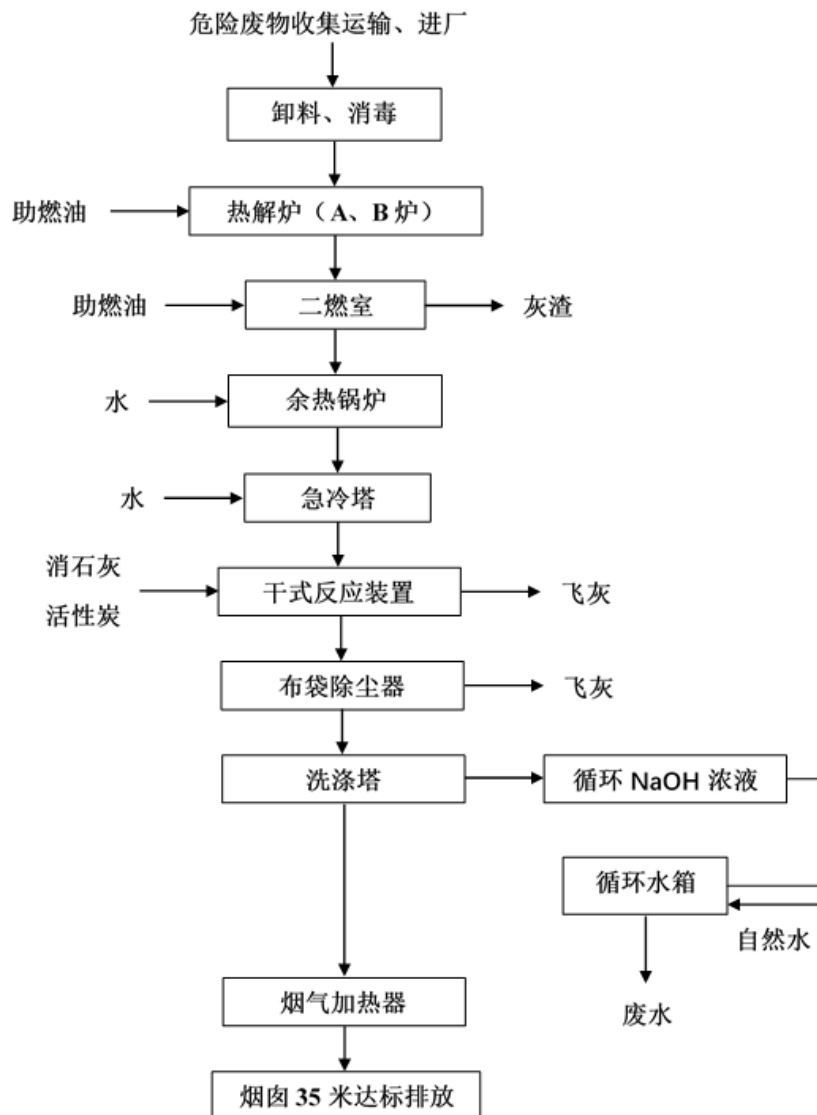 危险废物收集运输、进厂
卸料、消毒
助燃油
热解炉（A、B 炉）
助燃油
二燃室
灰渣
水
余热锅炉
水
急冷塔
消石灰
活性炭
干式反应装置
飞灰
布袋除尘器
飞灰
洗涤塔
循环 NaOH 浓液
循环水箱
自然水
废水
烟气加热器
烟囱 35 米达标排放